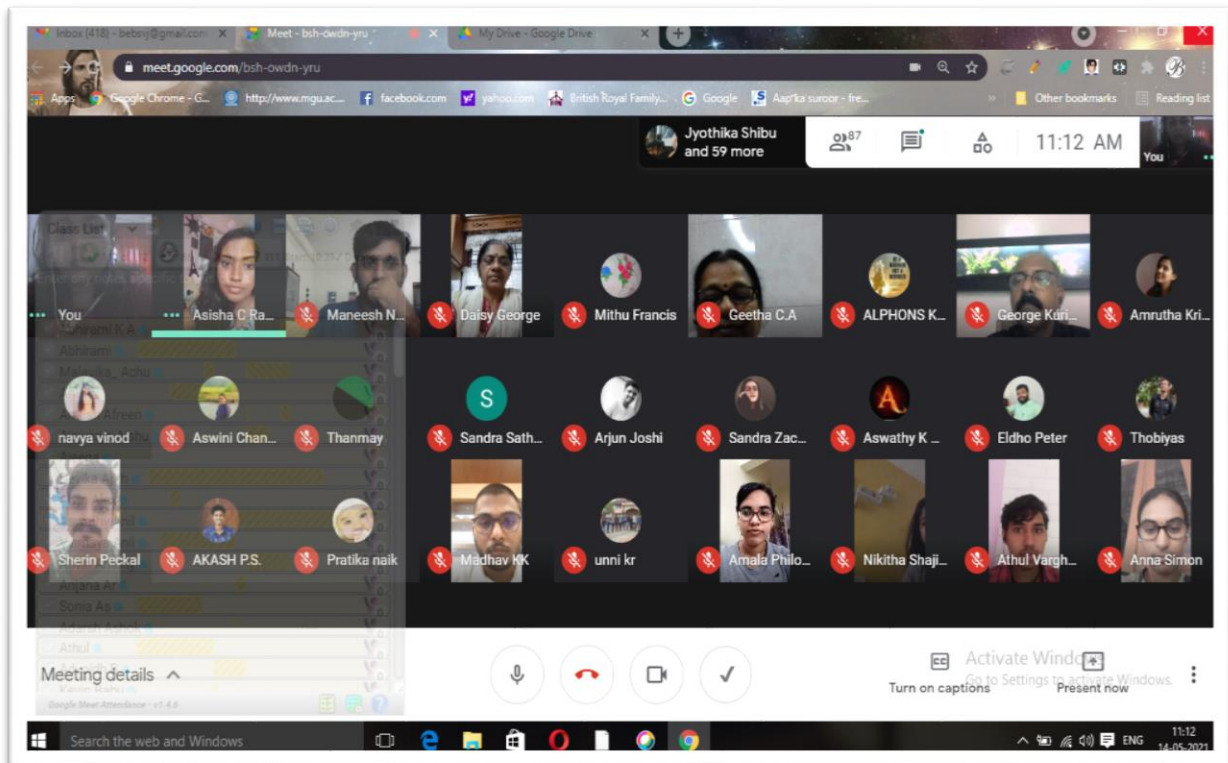 Inbox (418) - bebsvj@gmail.com
Meet - bsh-owdn-yru
My Drive - Google Drive
meet.google.com/bsh-owdn-yru
Apps Google Chrome - G... http://www.mgu.ac... facebook.com yahoo.com British Royal Family... Google Aap'ka suroor - fre... » Other bookmarks Reading list
Jyothika Shibu
and 59 more
87
11:12 AM
You
Class List
You Asisha C Ra... Maneesh N... Daisy George Mithu Francis Geetha C.A ALPHONS K... George Kuri... Amrutha Kri...
Abhirami K A
Abhirami
Malavika_ Achu
Afreen
navya vinod Aswini Chan... Thanmay S Sandra Sath... Arjun Joshi Sandra Zac... A Aswathy K ... Eldho Peter Thobiyas
Sherin Peckal AKASH P.S. Pratika naik Madhav KK unni kr Amala Philo... Nikitha Shaji... Athul Vargh... Anna Simon
Anjana Ar
Sonia As
Adarsh Ashok
Athul
Meeting details
Google Meet Attendance - v1.4.6
CC
Turn on captions
Present now
Activate Windows
Go to Settings to activate Windows.
Search the web and Windows
ENG
11:12
14-05-2021